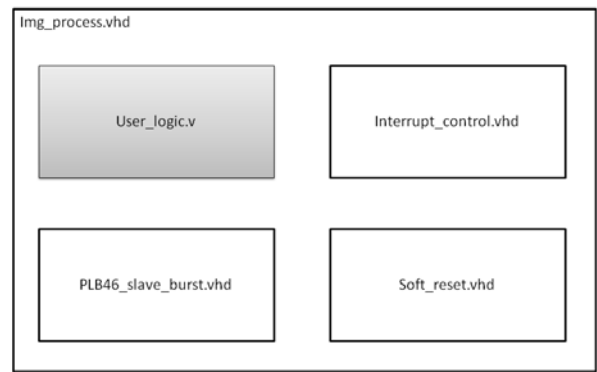 Img_process.vhd
User_logic.v
Interrupt_control.vhd
PLB46_slave_burst.vhd
Soft_reset.vhd